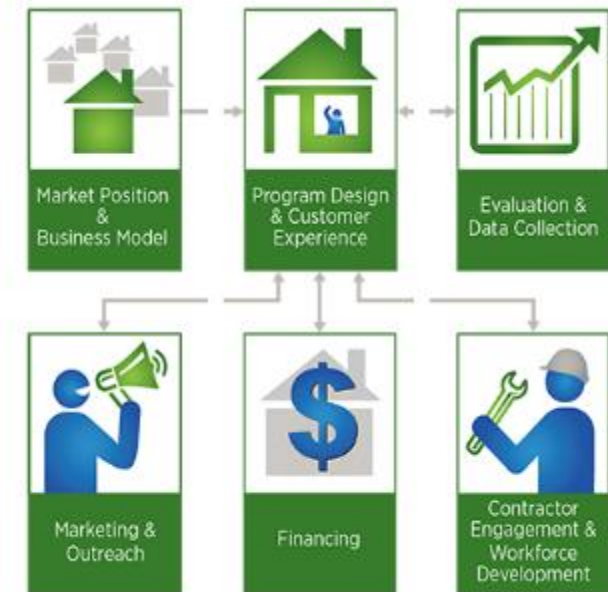 Market Position
&
Business Model
Program Design
& Customer
Experience
Evaluation &
Data Collection
Marketing &
Outreach
$
Financing
Contractor
Engagement &
Workforce
Development